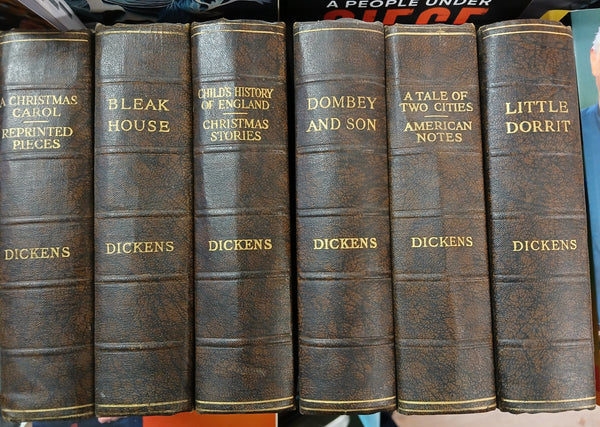 A PEOPLE UNDER
SIEGE
A CHRISTMAS
CAROL
REPRINTED
PIECES
DICKENS
BLEAK
HOUSE
DICKENS
CHILD'S HISTORY
OF ENGLAND
CHRISTMAS
STORIES
DICKENS
DOMBEY
AND SON
DICKENS
A TALE OF
TWO CITIES
AMERICAN
NOTES
DICKENS
LITTLE
DORRIT
DICKENS